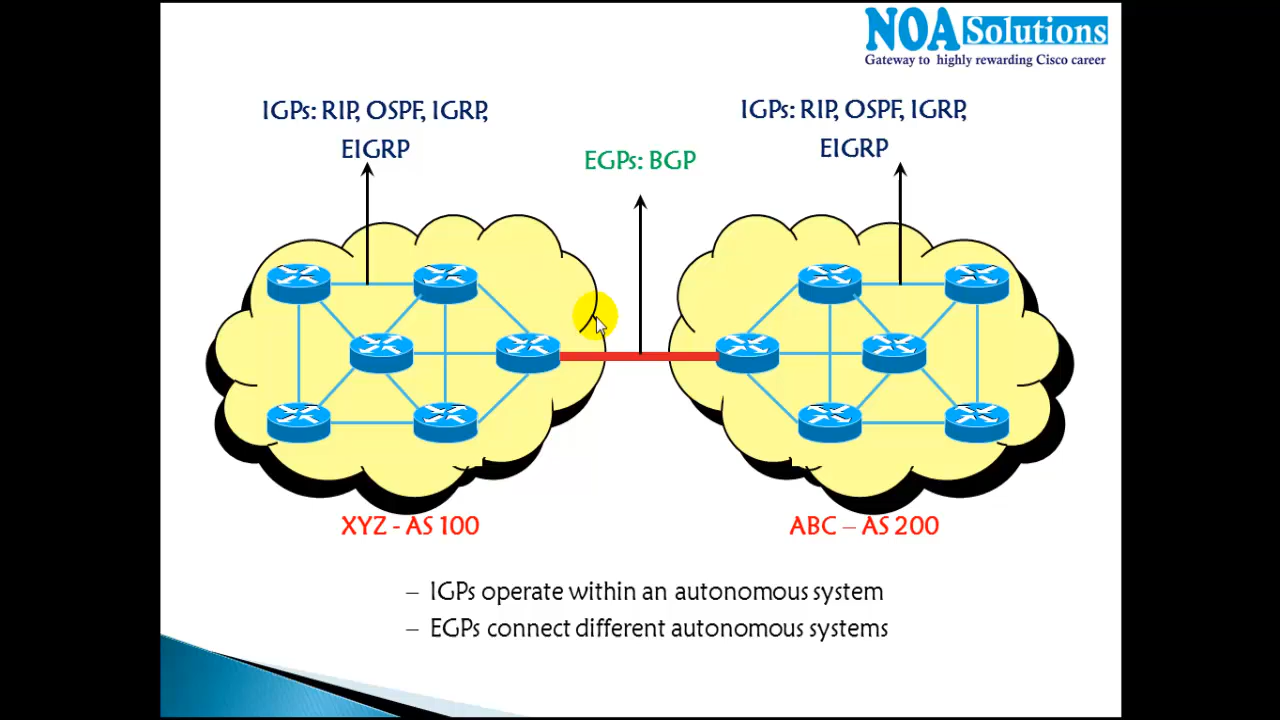 NOA Solutions
Gateway to highly rewarding Cisco career
IGPs: RIP, OSPF, IGRP,
EIGRP
EGPs: BGP
IGPs: RIP, OSPF, IGRP,
EIGRP
XYZ - AS 100
ABC – AS 200
– IGPs operate within an autonomous system
– EGPs connect different autonomous systems